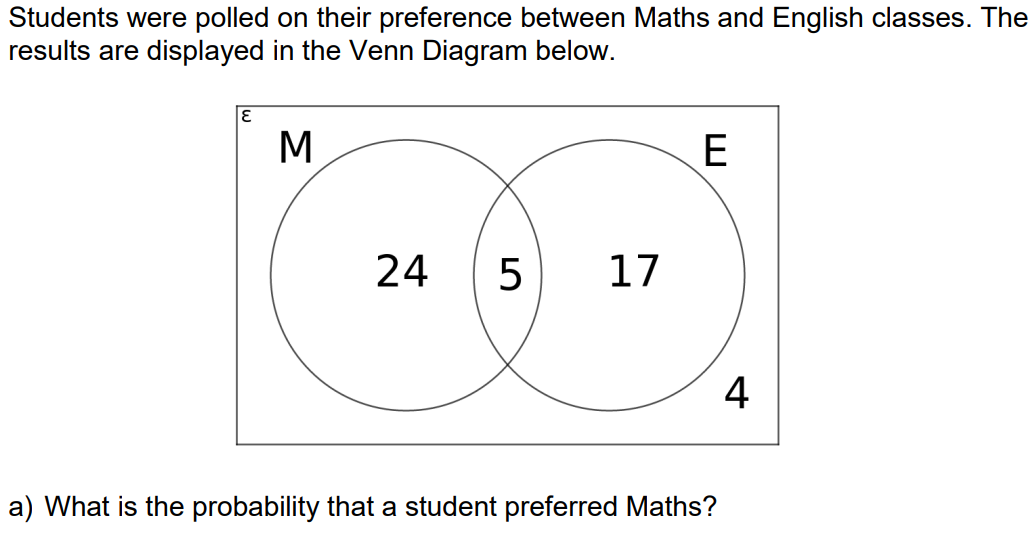 Students were polled on their preference between Maths and English classes. The
results are displayed in the Venn Diagram below.
ε
M E
24 5 17
4
a) What is the probability that a student preferred Maths?